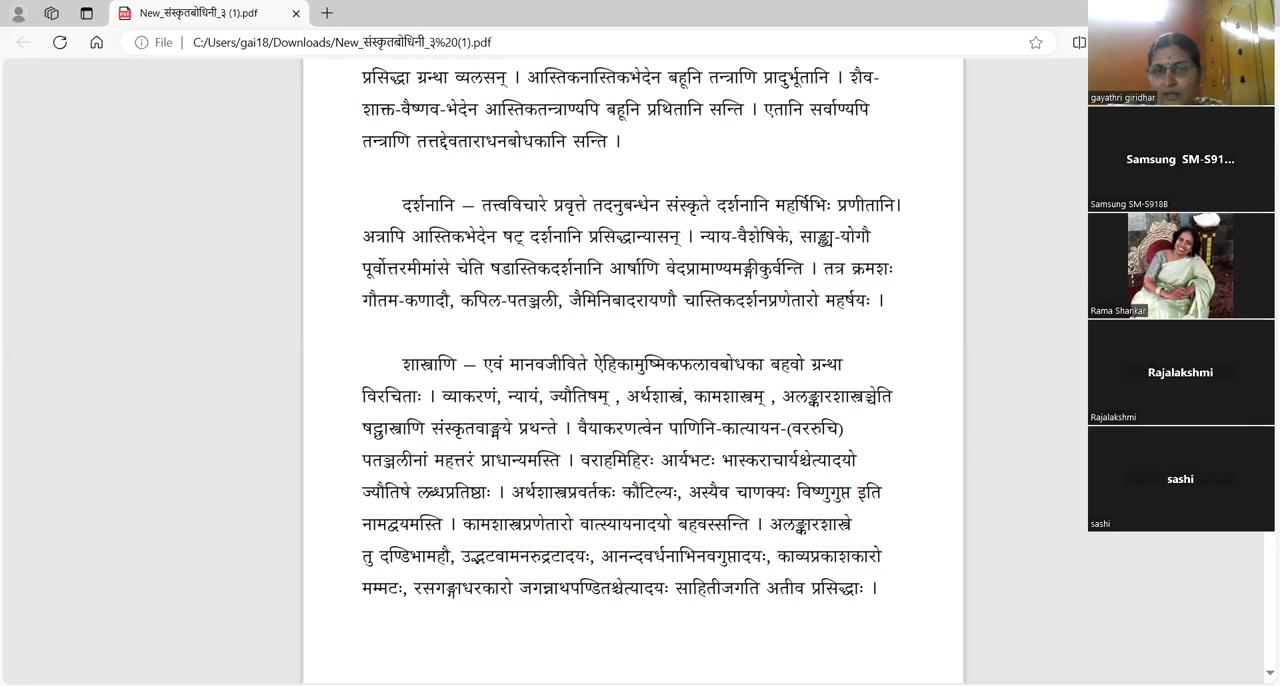 New_संस्कृतबोधिनी_३ (1).pdf
File C:/Users/gai18/Downloads/New_संस्कृतबोधिनी_३%20(1).pdf
प्रसिद्धा ग्रन्था व्यलसन् । आस्तिकनास्तिकभेदेन बहूनि तन्त्राणि प्रादुर्भूतानि । शैव-
शाक्त-वैष्णव-भेदेन आस्तिकतन्त्राण्यपि बहूनि प्रथितानि सन्ति । एतानि सर्वाण्यपि
तन्त्राणि तत्तद्देवताराधनबोधकानि सन्ति ।
दर्शनानि – तत्त्वविचारे प्रवृत्ते तदनुबन्धेन संस्कृते दर्शनानि महर्षिभिः प्रणीतानि।
अत्रापि आस्तिकभेदेन षट् दर्शनानि प्रसिद्धान्यासन् । न्याय-वैशेषिके, साङ्ख्य-योगौ
पूर्वोत्तरमीमांसे चेति षडास्तिकदर्शनानि आर्षाणि वेदप्रामाण्यमङ्गीकुर्वन्ति । तत्र क्रमशः
गौतम-कणादौ, कपिल-पतञ्जली, जैमिनिबादरायणौ चास्तिकदर्शनप्रणेतारो महर्षयः ।
शास्त्राणि – एवं मानवजीविते ऐहिकामुष्मिकफलावबोधका बहवो ग्रन्था
विरचिताः । व्याकरणं, न्यायं, ज्यौतिषम् , अर्थशास्त्रं, कामशास्त्रम् , अलङ्कारशास्त्रञ्चेति
षट्छास्त्राणि संस्कृतवाङ्मये प्रथन्ते । वैयाकरणत्वेन पाणिनि-कात्यायन-(वररुचि)
पतञ्जलीनां महत्तरं प्राधान्यमस्ति । वराहमिहिरः आर्यभटः भास्कराचार्यश्चेत्यादयो
ज्यौतिषे लब्धप्रतिष्ठाः । अर्थशास्त्रप्रवर्तकः कौटिल्यः, अस्यैव चाणक्यः विष्णुगुप्त इति
नामद्वयमस्ति । कामशास्त्रप्रणेतारो वात्स्यायनादयो बहवस्सन्ति । अलङ्कारशास्त्रे
तु दण्डिभामहौ, उद्भटवामनरुद्रटादयः, आनन्दवर्धनाभिनवगुप्तादयः, काव्यप्रकाशकारो
मम्मटः, रसगङ्गाधरकारो जगन्नाथपण्डितश्चेत्यादयः साहितीजगति अतीव प्रसिद्धाः ।
gayathri giridhar
Samsung SM-S91...
Samsung SM-S918B
Rama Shankar
Rajalakshmi
Rajalakshmi
sashi
sashi